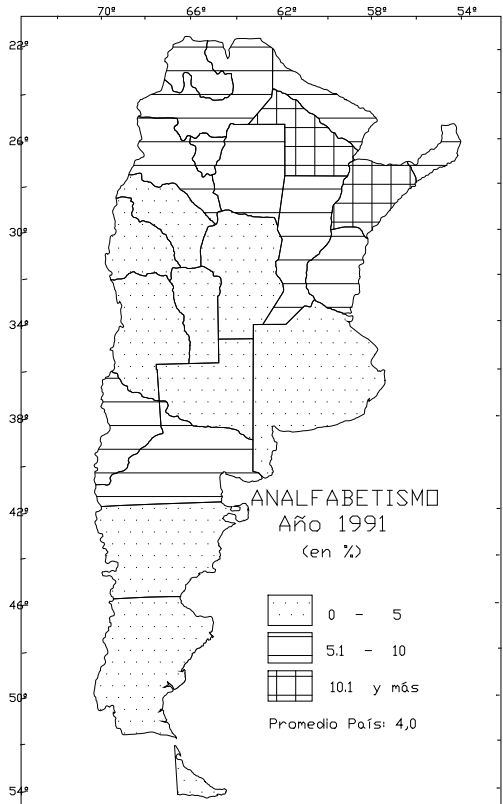 70º 66º 62º 58º 54º
22º
26º
30º
34º
38º
42º
46º
50º
54º
ANALFABETISMO
Año 1991
(en %)
0 - 5
5.1 - 10
10.1 y más
Promedio País: 4,0